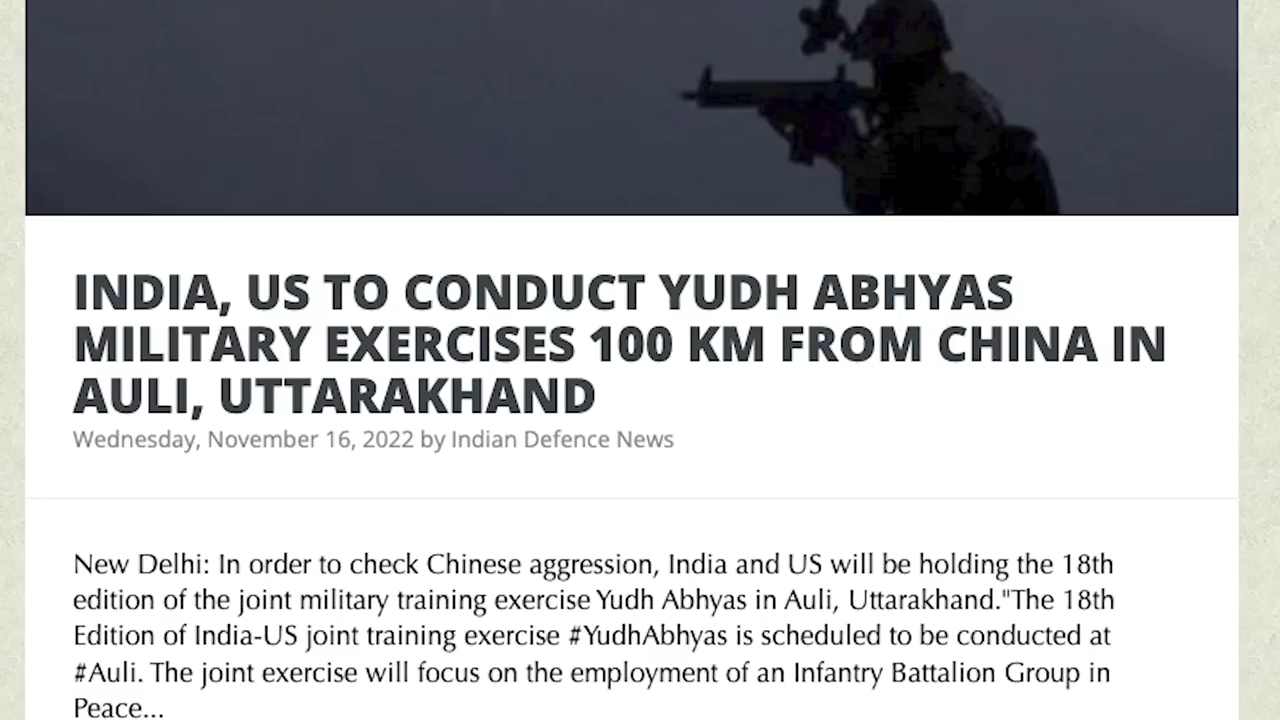 INDIA, US TO CONDUCT YUDH ABHYAS
MILITARY EXERCISES 100 KM FROM CHINA IN
AULI, UTTARAKHAND
Wednesday, November 16, 2022 by Indian Defence News
New Delhi: In order to check Chinese aggression, India and US will be holding the 18th
edition of the joint military training exercise Yudh Abhyas in Auli, Uttarakhand."The 18th
Edition of India-US joint training exercise #YudhAbhyas is scheduled to be conducted at
#Auli. The joint exercise will focus on the employment of an Infantry Battalion Group in
Peace...